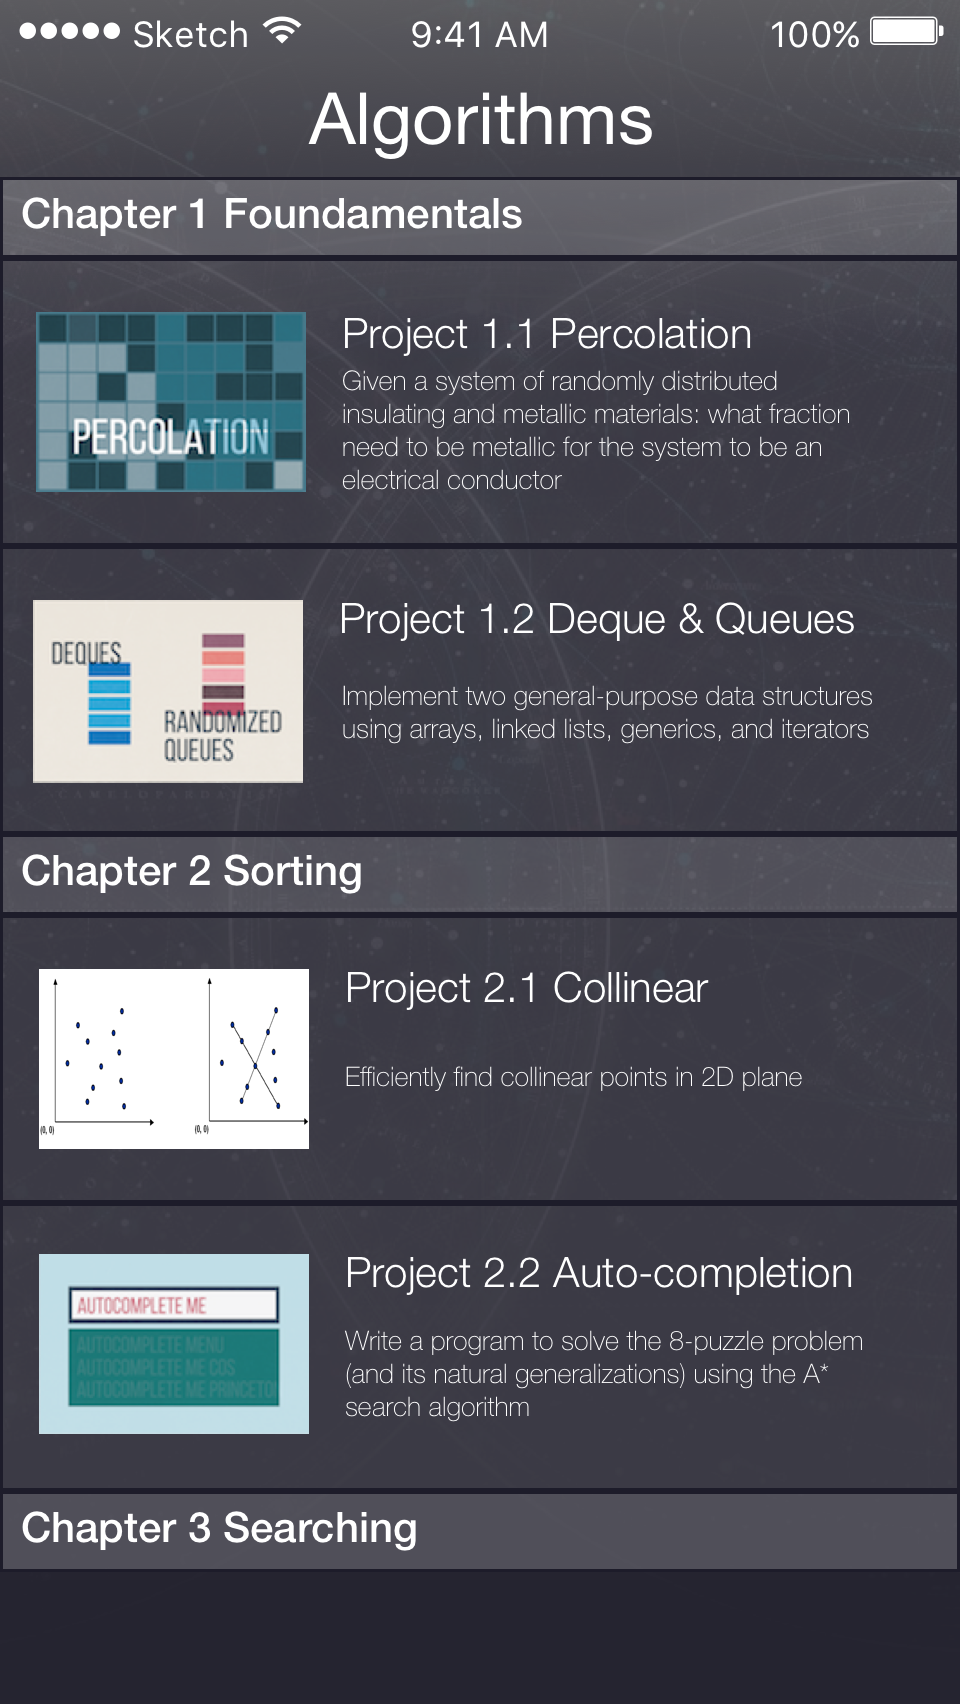 Sketch 9:41 AM 100%
Algorithms
Chapter 1 Foundamentals
PERCOLATION
Project 1.1 Percolation
Given a system of randomly distributed
insulating and metallic materials: what fraction
need to be metallic for the system to be an
electrical conductor
DEQUES
RANDOMIZED
QUEUES
Project 1.2 Deque & Queues
Implement two general-purpose data structures
using arrays, linked lists, generics, and iterators
Chapter 2 Sorting
(0, 0)
(0, 0)
Project 2.1 Collinear
Efficiently find collinear points in 2D plane
AUTOCOMPLETE ME
AUTOCOMPLETE MENU
AUTOCOMPLETE ME COS
AUTOCOMPLETE ME PRINCETO
Project 2.2 Auto-completion
Write a program to solve the 8-puzzle problem
(and its natural generalizations) using the A*
search algorithm
Chapter 3 Searching